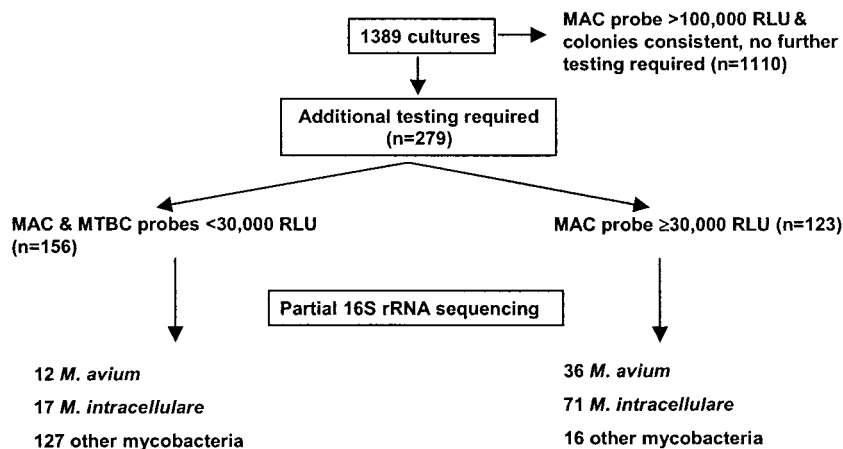 1389 cultures
MAC probe >100,000 RLU &
colonies consistent, no further
testing required (n=1110)
Additional testing required
(n=279)
MAC & MTBC probes <30,000 RLU
(n=156)
MAC probe ≥30,000 RLU (n=123)
Partial 16S rRNA sequencing
12 M. avium
17 M. intracellulare
127 other mycobacteria
36 M. avium
71 M. intracellulare
16 other mycobacteria